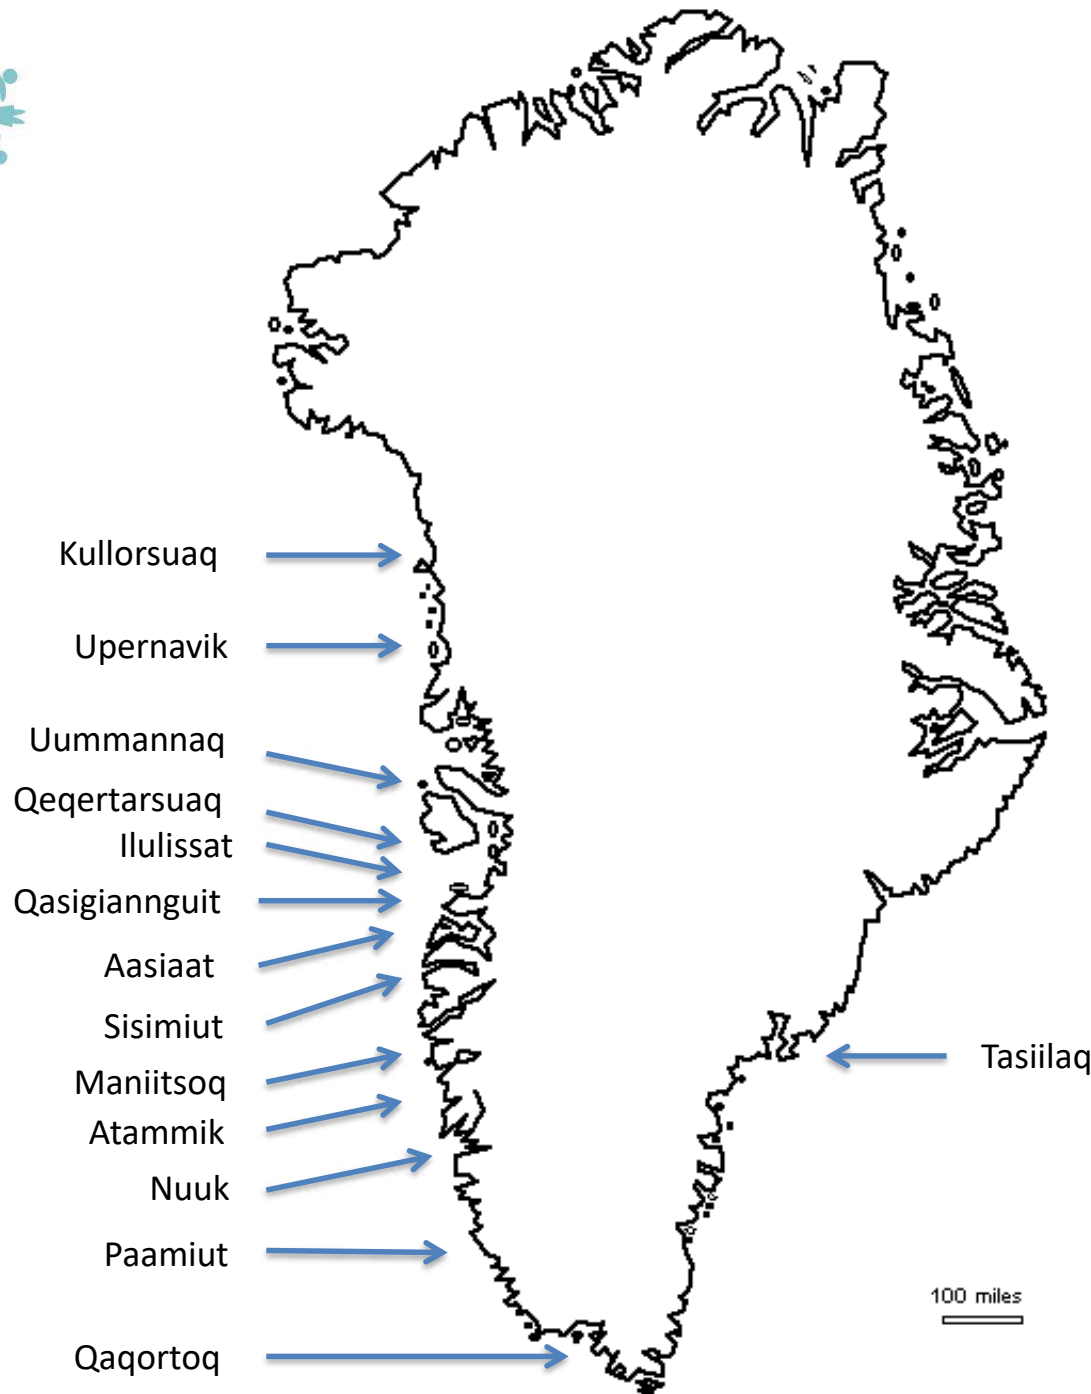 Kullorsuaq
Upernavik
Uummannaq
Qeqertarsuaq
Ilulissat
Qasigiannguit
Aasiaat
Sisimiut
Maniitsoq
Atammik
Nuuk
Paamiut
Qaqortoq
Tasiilaq
100 miles